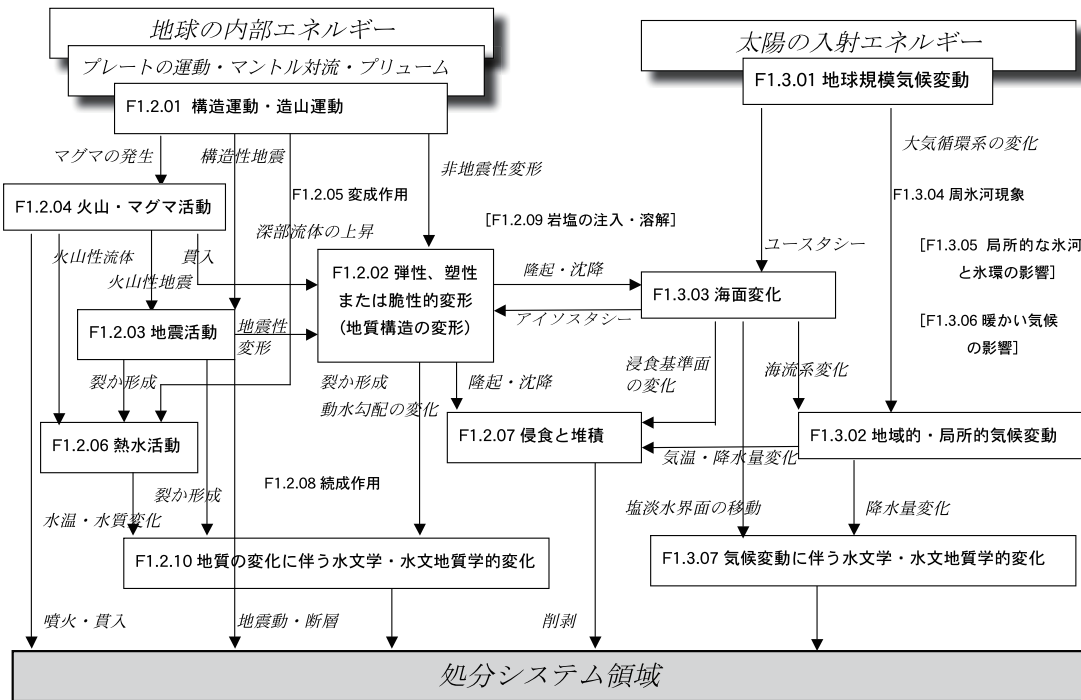 地球の内部エネルギー
太陽の入射エネルギー
プレートの運動・マントル対流・プリューム
F1.3.01 地球規模気候変動
F1.2.01 構造運動・造山運動
マグマの発生
構造性地震
非地震性変形
大気循環系の変化
F1.2.04 火山・マグマ活動
F1.2.05 変成作用
F1.3.04 周氷河現象
[F1.2.09 岩塩の注入・溶解]
深部流体の上昇
火山性流体
貫入
火山性地震
ユースタシー
[F1.3.05 局所的な氷河
と氷環の影響]
F1.2.02 弾性、塑性
または脆性的変形
(地質構造の変形)
隆起・沈降
F1.3.03 海面変化
アイソスタシー
[F1.3.06 暖かい気候
の影響]
F1.2.03 地震活動
地震性
変形
浸食基準面
の変化
海流系変化
裂か形成
裂か形成
動水勾配の変化
隆起・沈降
F1.2.06 熱水活動
F1.2.07 侵食と堆積
F1.3.02 地域的・局所的気候変動
気温・降水量変化
F1.2.08 続成作用
裂か形成
水温・水質変化
塩淡水界面の移動
降水量変化
F1.2.10 地質の変化に伴う水文学・水文地質学的変化
F1.3.07 気候変動に伴う水文学・水文地質学的変化
噴火・貫入
地震動・断層
削剥
処分システム領域